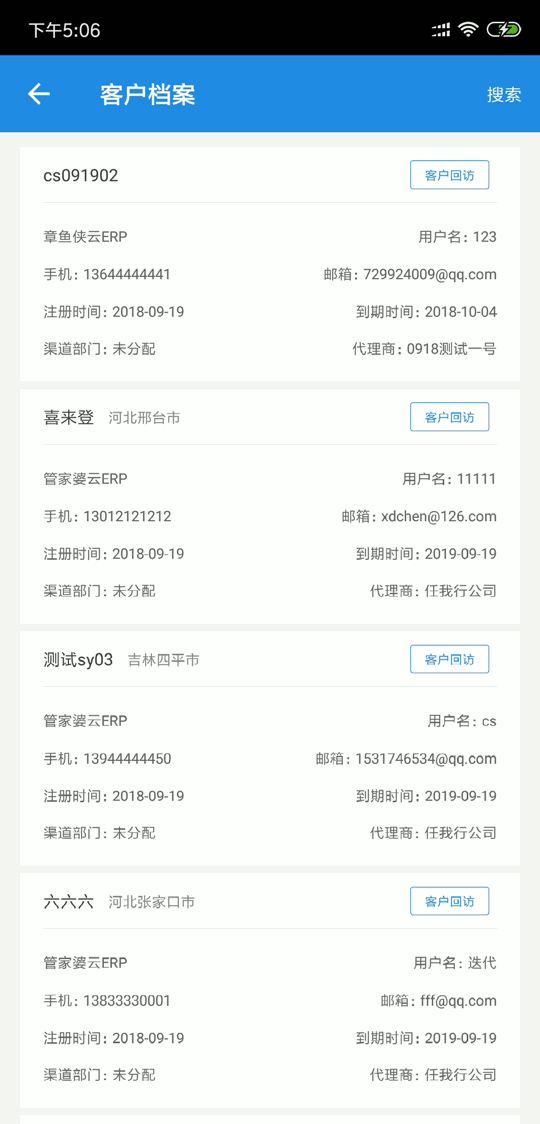 下午5:06
客户档案 搜索
cs091902 客户回访
章鱼侠云ERP 用户名: 123
手机: 13644444441 邮箱: 729924009@qq.com
注册时间: 2018-09-19 到期时间: 2018-10-04
渠道部门: 未分配 代理商: 0918测试一号
喜来登 河北邢台市 客户回访
管家婆云ERP 用户名: 11111
手机: 13012121212 邮箱: xdchen@126.com
注册时间: 2018-09-19 到期时间: 2019-09-19
渠道部门: 未分配 代理商: 任我行公司
测试sy03 吉林四平市 客户回访
管家婆云ERP 用户名: cs
手机: 13944444450 邮箱: 1531746534@qq.com
注册时间: 2018-09-19 到期时间: 2019-09-19
渠道部门: 未分配 代理商: 任我行公司
六六六 河北张家口市 客户回访
管家婆云ERP 用户名: 迭代
手机: 13833330001 邮箱: fff@qq.com
注册时间: 2018-09-19 到期时间: 2019-09-19
渠道部门: 未分配 代理商: 任我行公司